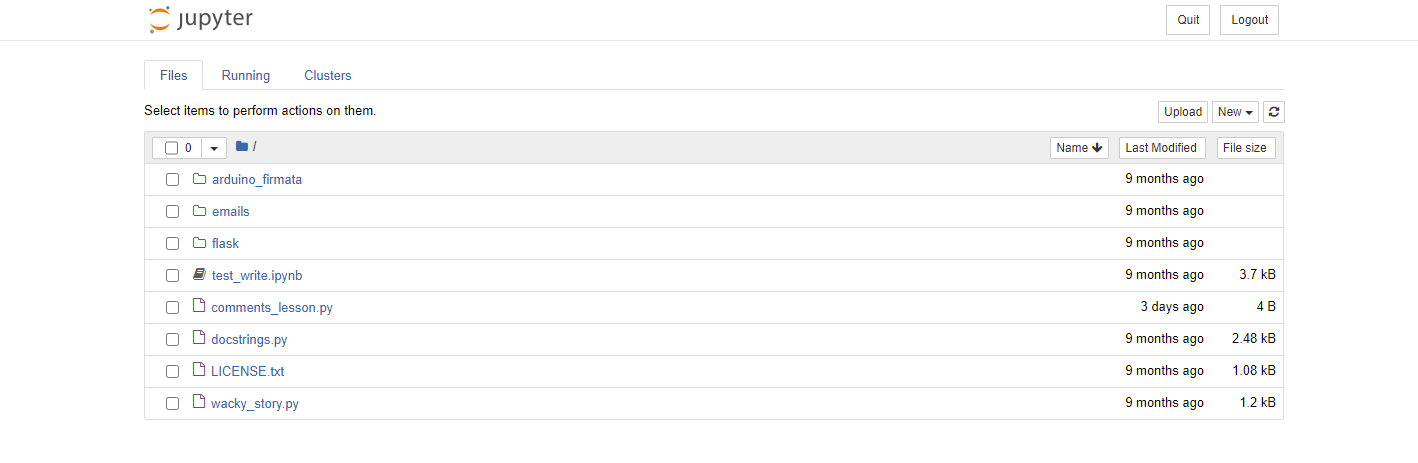 jupyter Quit Logout
Files Running Clusters
Select items to perform actions on them. Upload New
0 / Name Last Modified File size
arduino_firmata 9 months ago
emails 9 months ago
flask 9 months ago
test_write.ipynb 9 months ago 3.7 kB
comments_lesson.py 3 days ago 4 B
docstrings.py 9 months ago 2.48 kB
LICENSE.txt 9 months ago 1.08 kB
wacky_story.py 9 months ago 1.2 kB